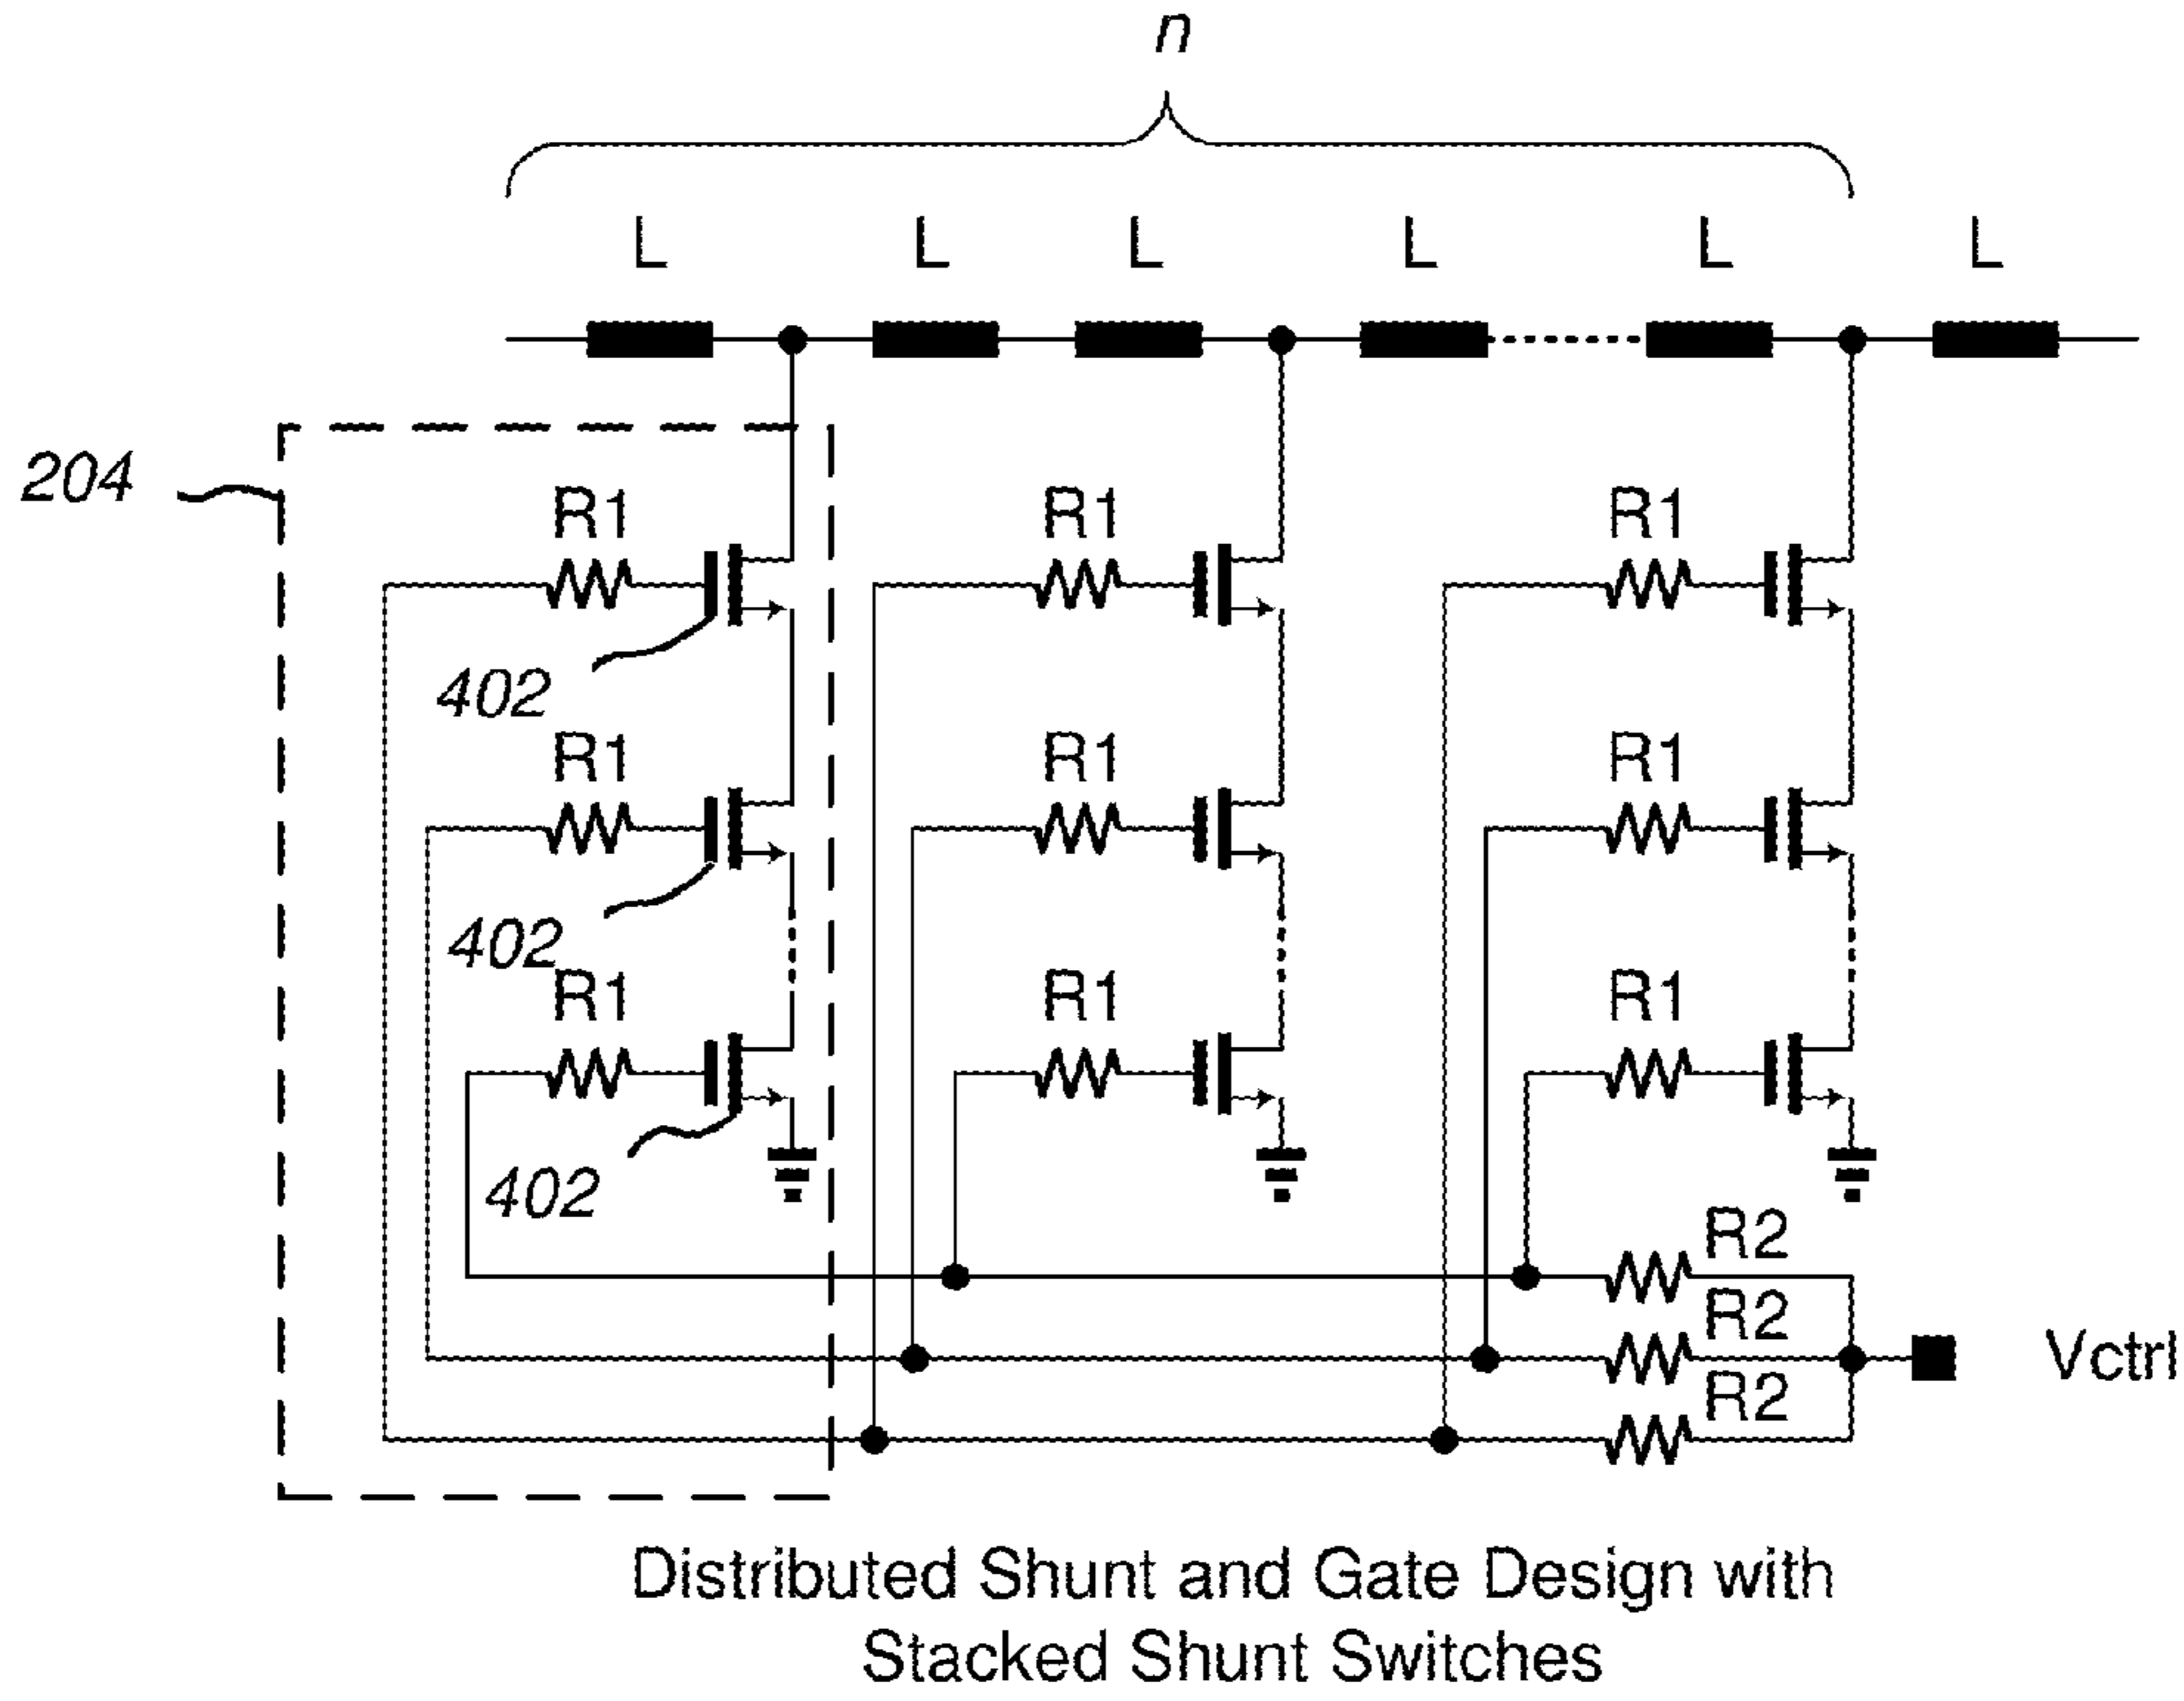 n
L L L L L L
204
R1 R1 R1
402
R1 R1 R1
402
R1 R1 R1
402
R2
R2
Vctrl
R2
Distributed Shunt and Gate Design with
Stacked Shunt Switches